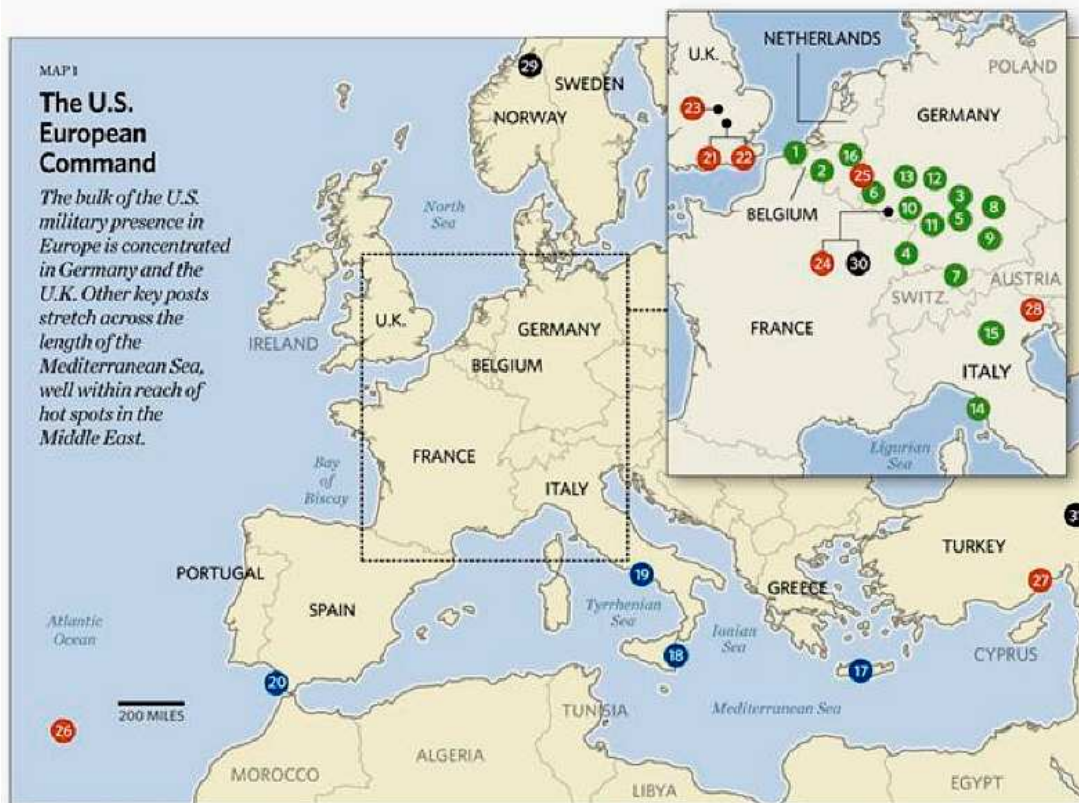 MAP 1
The U.S.
European
Command
The bulk of the U.S.
military presence in
Europe is concentrated
in Germany and the
U.K. Other key posts
stretch across the
length of the
Mediterranean Sea,
well within reach of
hot spots in the
Middle East.
29
SWEDEN
NORWAY
North
Sea
U.K.
IRELAND
GERMANY
BELGIUM
FRANCE
Bay
of
Biscay
ITALY
PORTUGAL
SPAIN
Atlantic
Ocean
19
Tyrrhenian
Sea
GREECE
TURKEY
27
Ionian
Sea
18
17
CYPRUS
20
200 MILES
26
TUNISIA
Mediterranean Sea
MOROCCO
ALGERIA
LIBYA
EGYPT
NETHERLANDS
U.K.
POLAND
GERMANY
23
21
22
1
2
16
25
6
13
12
3
8
10
11
5
9
BELGIUM
24
30
4
7
AUSTRIA
SWITZ.
28
FRANCE
15
ITALY
14
Ligurian
Sea